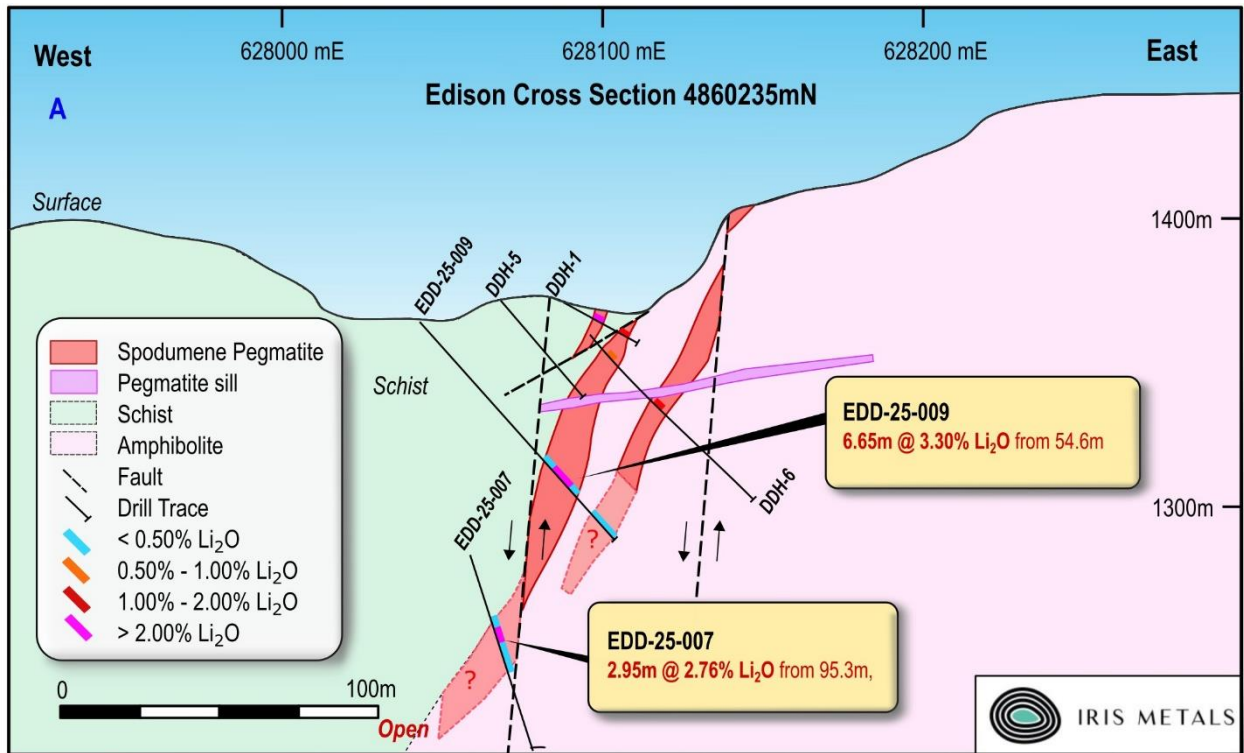 628000 mE
628100 mE
628200 mE
West
East
Edison Cross Section 4860235mN
A
Surface
1400m
EDD-25-009
DDH-5
DDH-1
Spodumene Pegmatite
Pegmatite sill
Schist
Amphibolite
Fault
Drill Trace
< 0.50% Li₂O
0.50% - 1.00% Li₂O
1.00% - 2.00% Li₂O
> 2.00% Li₂O
Schist
EDD-25-009
6.65m @ 3.30% Li₂O from 54.6m
DDH-6
1300m
EDD-25-007
?
EDD-25-007
2.95m @ 2.76% Li₂O from 95.3m,
?
0
100m
Open
IRIS METALS